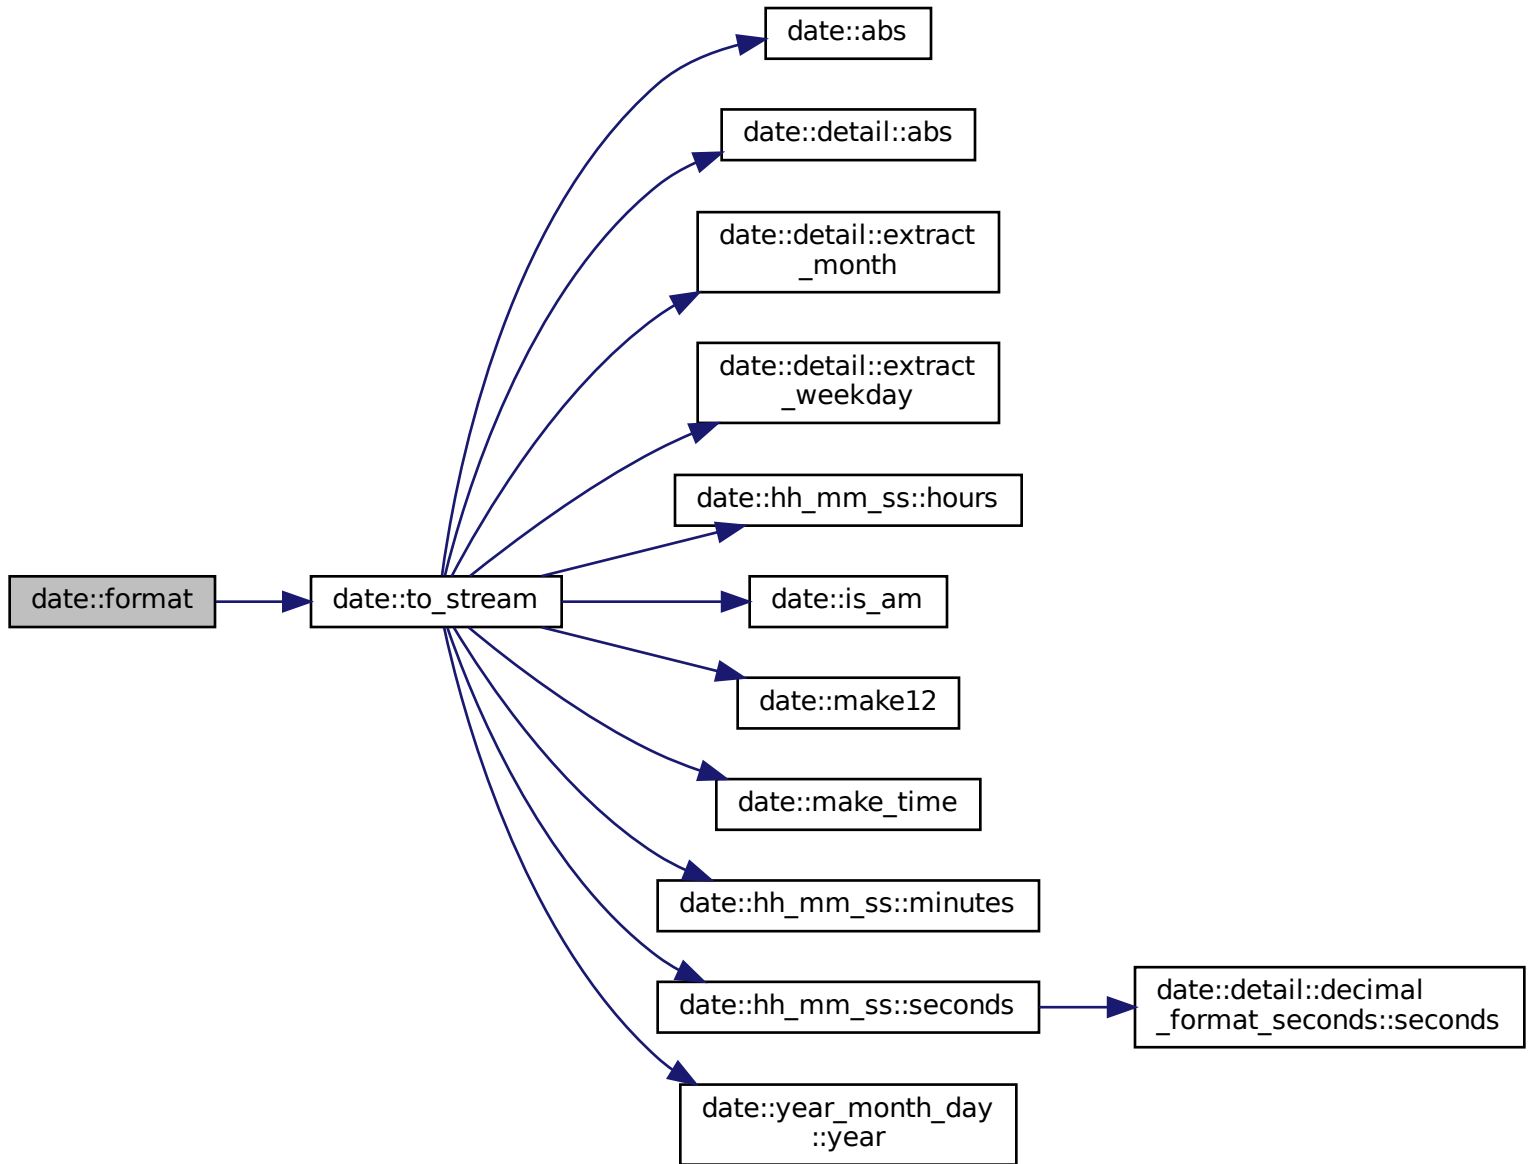 date::abs
date::detail::abs
date::detail::extract
_month
date::detail::extract
_weekday
date::hh_mm_ss::hours
date::format
date::to_stream
date::is_am
date::make12
date::make_time
date::hh_mm_ss::minutes
date::hh_mm_ss::seconds
date::detail::decimal
_format_seconds::seconds
date::year_month_day
::year